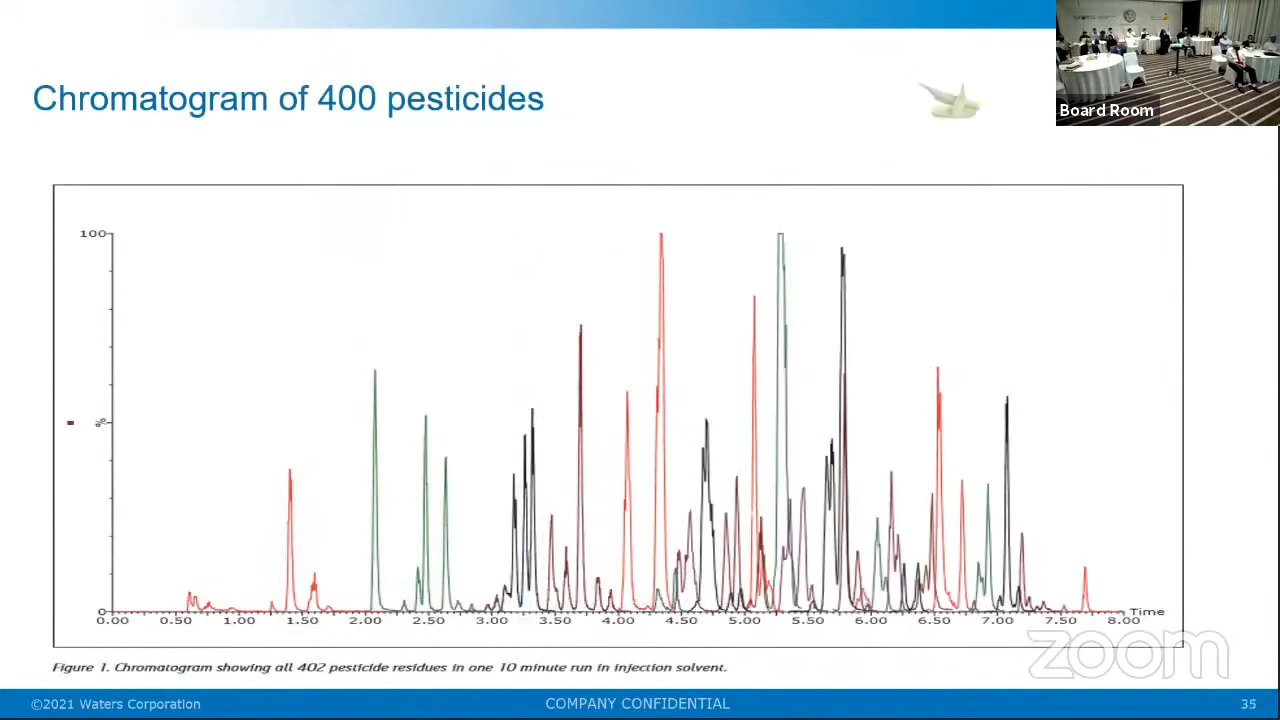 Chromatogram of 400 pesticides
Board Room
100
%
0
0.00 0.50 1.00 1.50 2.00 2.50 3.00 3.50 4.00 4.50 5.00 5.50 6.00 6.50 7.00 7.50 8.00
Time
zoom
Figure 1. Chromatogram showing all 402 pesticide residues in one 10 minute run in injection solvent.
©2021 Waters Corporation
COMPANY CONFIDENTIAL
35